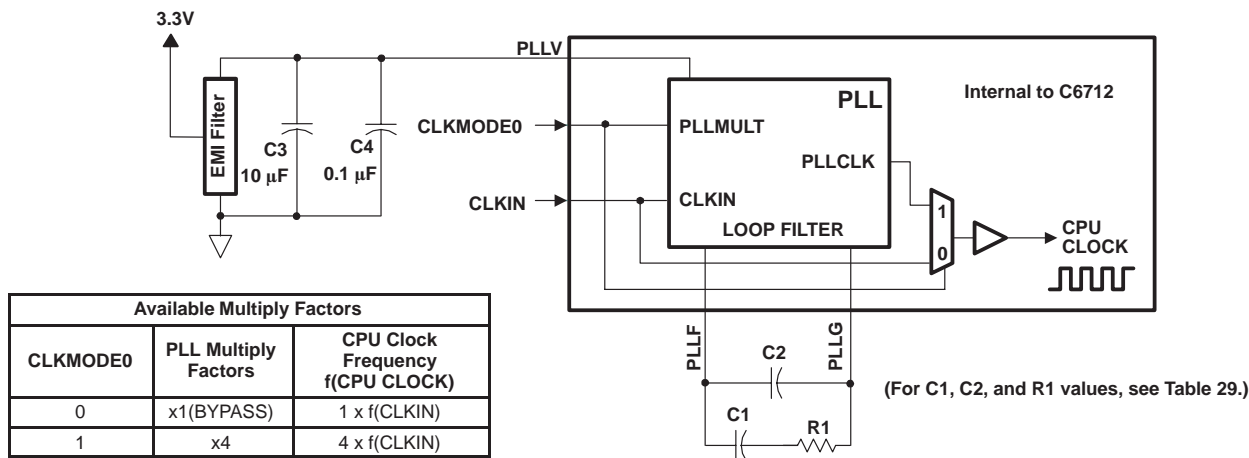 3.3V
PLLV
EMI Filter
C3
10 µF
C4
0.1 µF
CLKMODE0
CLKIN
PLL
Internal to C6712
PLLMULT
PLLCLK
CLKIN
LOOP FILTER
1
0
CPU
CLOCK
PLLF
PLLG
C2
C1
R1
(For C1, C2, and R1 values, see Table 29.)
Available Multiply Factors
CLKMODE0
PLL Multiply
Factors
CPU Clock
Frequency
f(CPU CLOCK)
0
x1(BYPASS)
1 x f(CLKIN)
1
x4
4 x f(CLKIN)